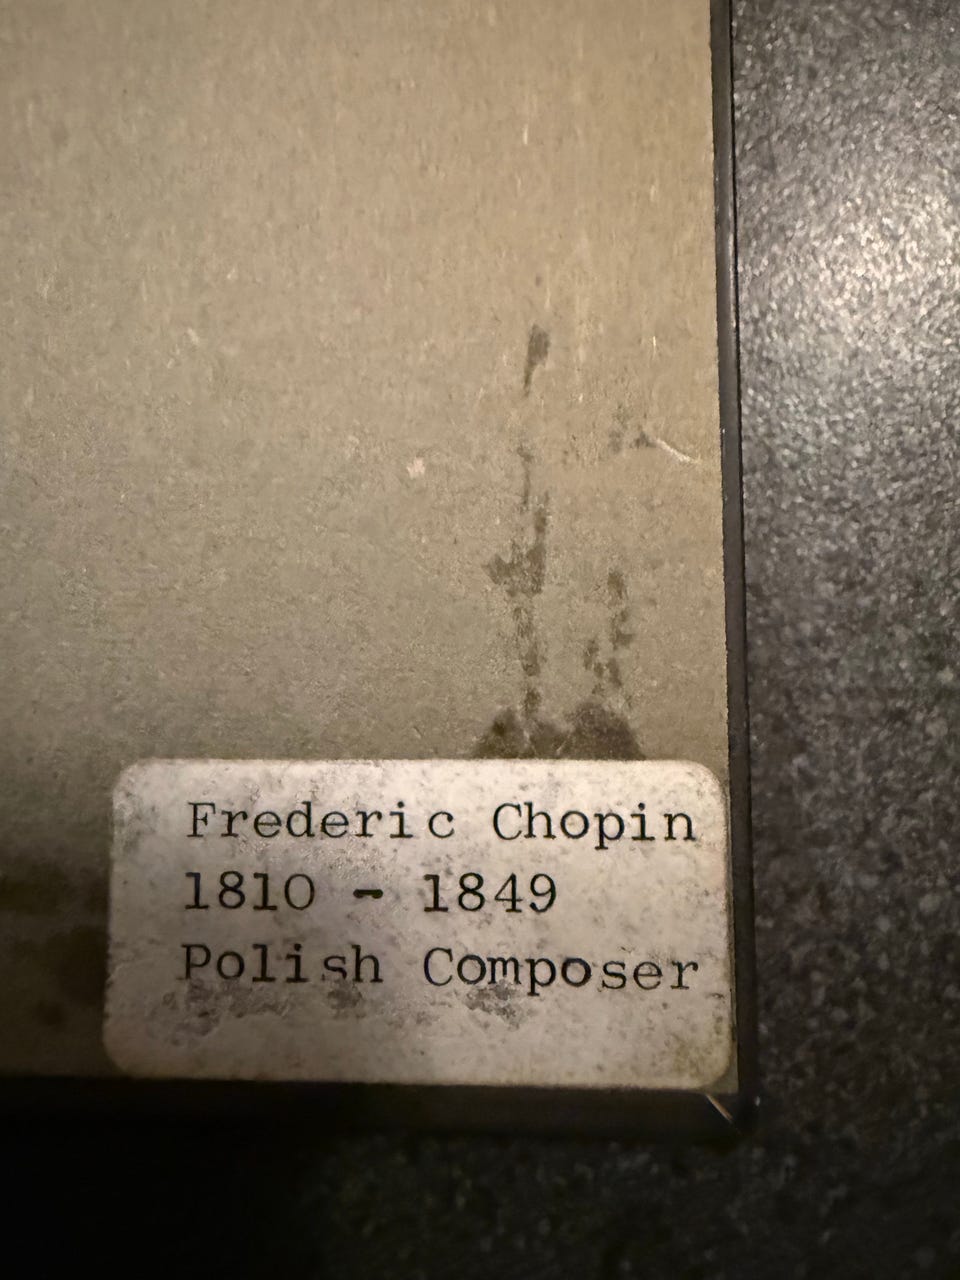 Frederic Chopin
1810 - 1849
Polish Composer